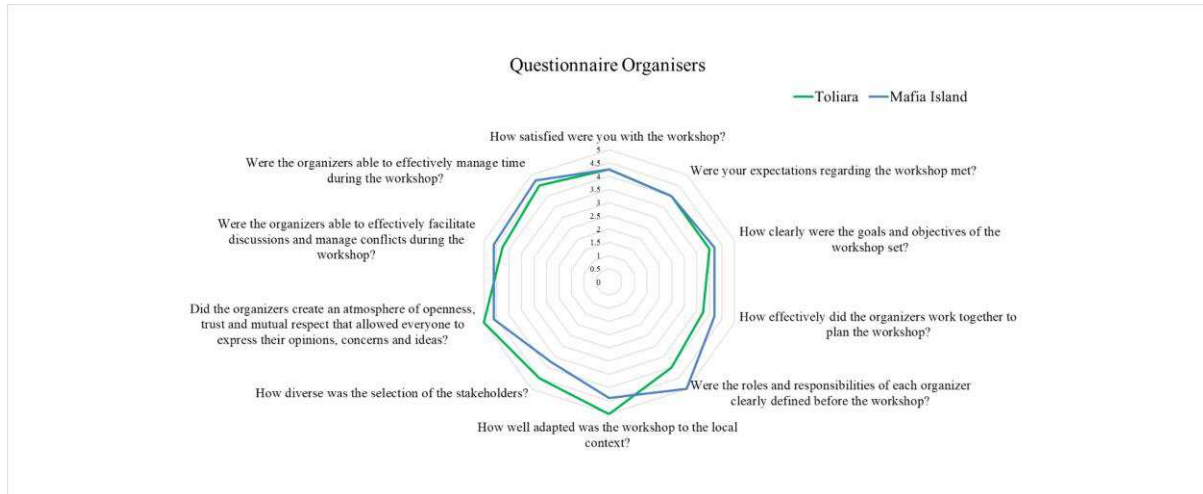 Questionnaire Organisers
Toliara
Mafia Island
How satisfied were you with the workshop?
Were your expectations regarding the workshop met?
How clearly were the goals and objectives of the
workshop set?
How effectively did the organizers work together to
plan the workshop?
Were the roles and responsibilities of each organizer
clearly defined before the workshop?
How well adapted was the workshop to the local
context?
How diverse was the selection of the stakeholders?
Did the organizers create an atmosphere of openness,
trust and mutual respect that allowed everyone to
express their opinions, concerns and ideas?
Were the organizers able to effectively facilitate
discussions and manage conflicts during the
workshop?
Were the organizers able to effectively manage time
during the workshop?
5
4.5
4
3.5
3
2.5
2
1.5
1
0.5
0